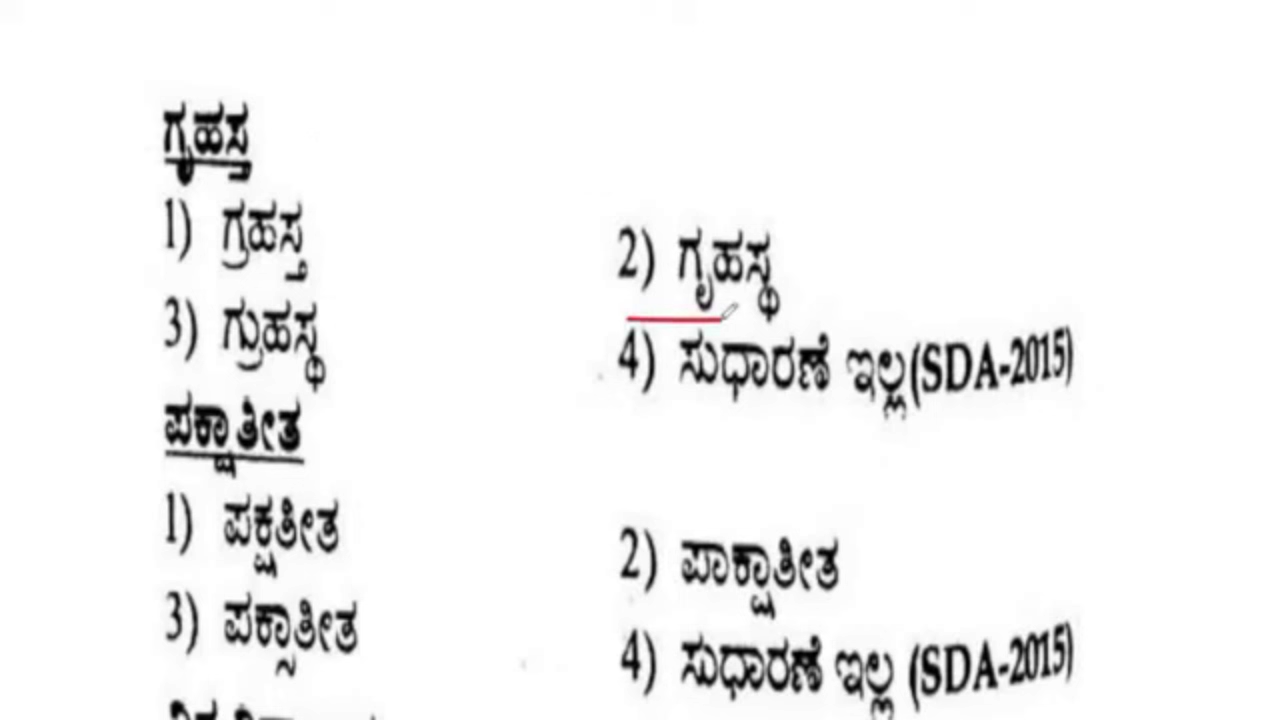 ಗೃಹಸ್ತ
1) ಗ್ರಹಸ್ತ
2) ಗೃಹಸ್ಥ
3) ಗ್ರುಹಸ್ಥ
4) ಸುಧಾರಣೆ ಇಲ್ಲ(SDA-2015)
ಪಕ್ಷಾತೀತ
1) ಪಕ್ಷತೀತ
2) ಪಾಕ್ಷಾತೀತ
3) ಪಕ್ಸಾತೀತ
4) ಸುಧಾರಣೆ ಇಲ್ಲ (SDA-2015)